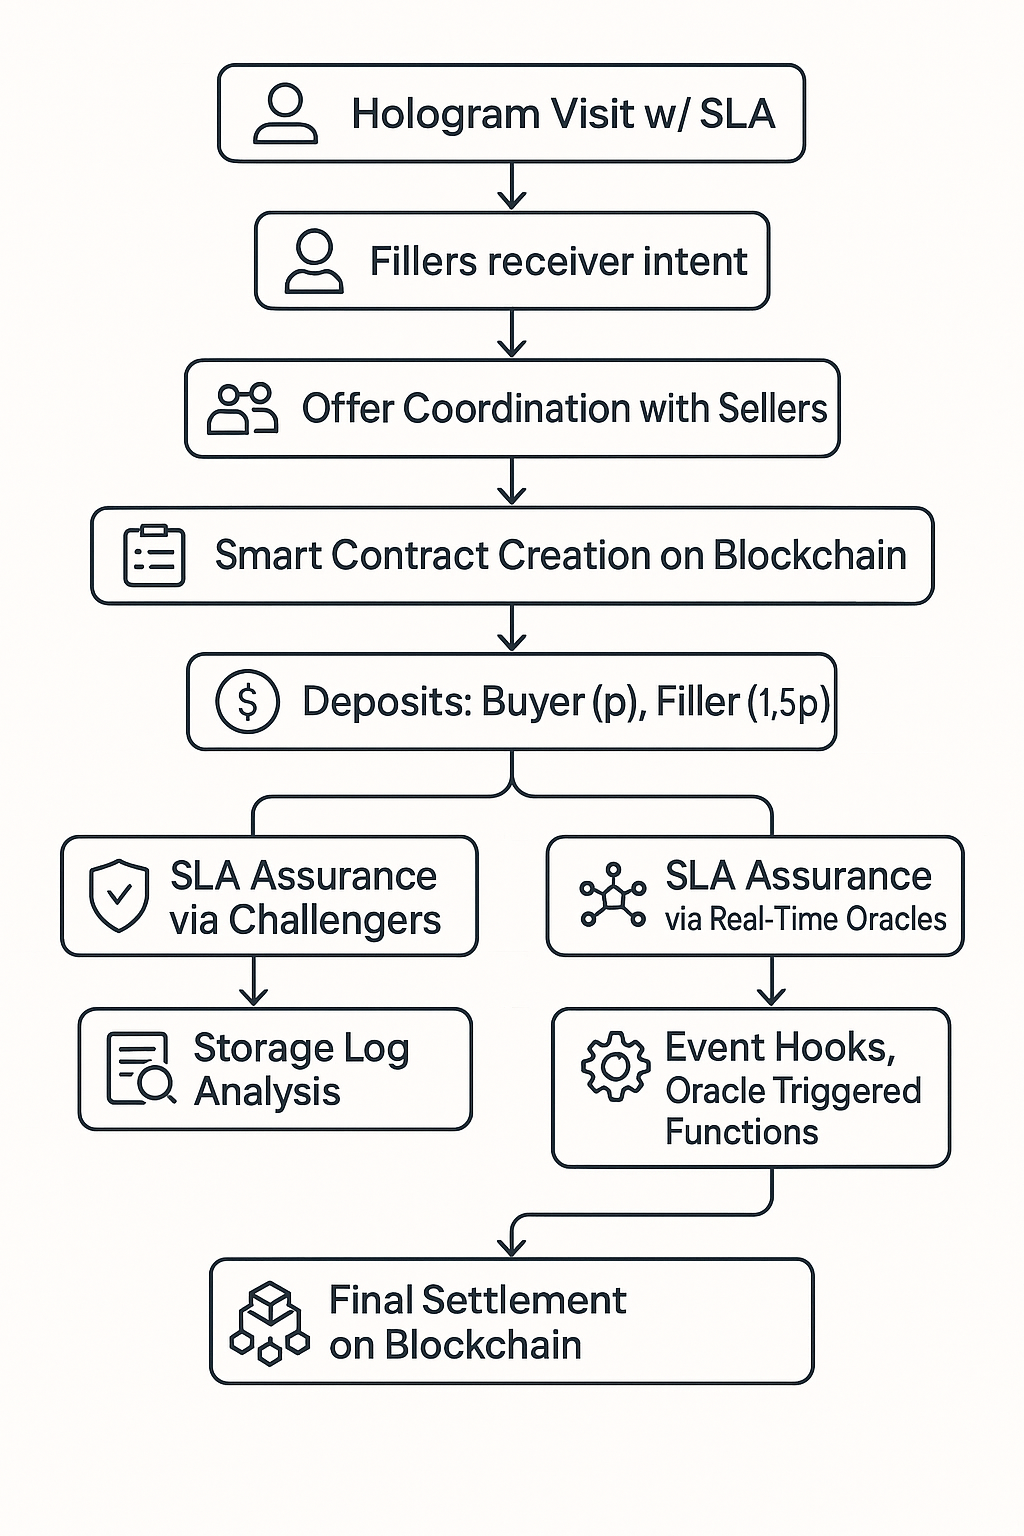 Hologram Visit w/ SLA
Fillers receiver intent
Offer Coordination with Sellers
Smart Contract Creation on Blockchain
$
Deposits: Buyer (p), Filler (1,5p)
SLA Assurance
via Challengers
SLA Assurance
via Real-Time Oracles
Storage Log
Analysis
Event Hooks,
Oracle Triggered
Functions
Final Settlement
on Blockchain